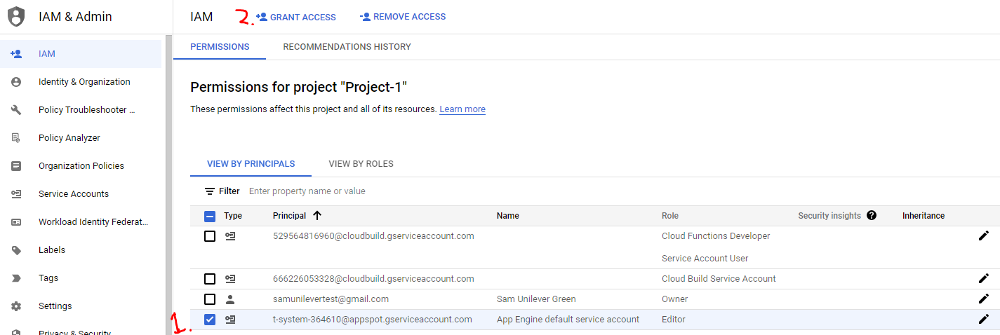 IAM & Admin
IAM
2. GRANT ACCESS
REMOVE ACCESS
IAM
Identity & Organization
Policy Troubleshooter ...
Policy Analyzer
Organization Policies
Service Accounts
Workload Identity Federat...
Labels
Tags
Settings
Privacy & Security
PERMISSIONS
RECOMMENDATIONS HISTORY
Permissions for project "Project-1"
These permissions affect this project and all of its resources. Learn more
VIEW BY PRINCIPALS
VIEW BY ROLES
Filter Enter property name or value
Type Principal Name Role Security insights ? Inheritance
529564816960@cloudbuild.gserviceaccount.com Cloud Functions Developer
Service Account User
666226053328@cloudbuild.gserviceaccount.com Cloud Build Service Account
samunilevertest@gmail.com Sam Unilever Green Owner
1. t-system-364610@appspot.gserviceaccount.com App Engine default service account Editor